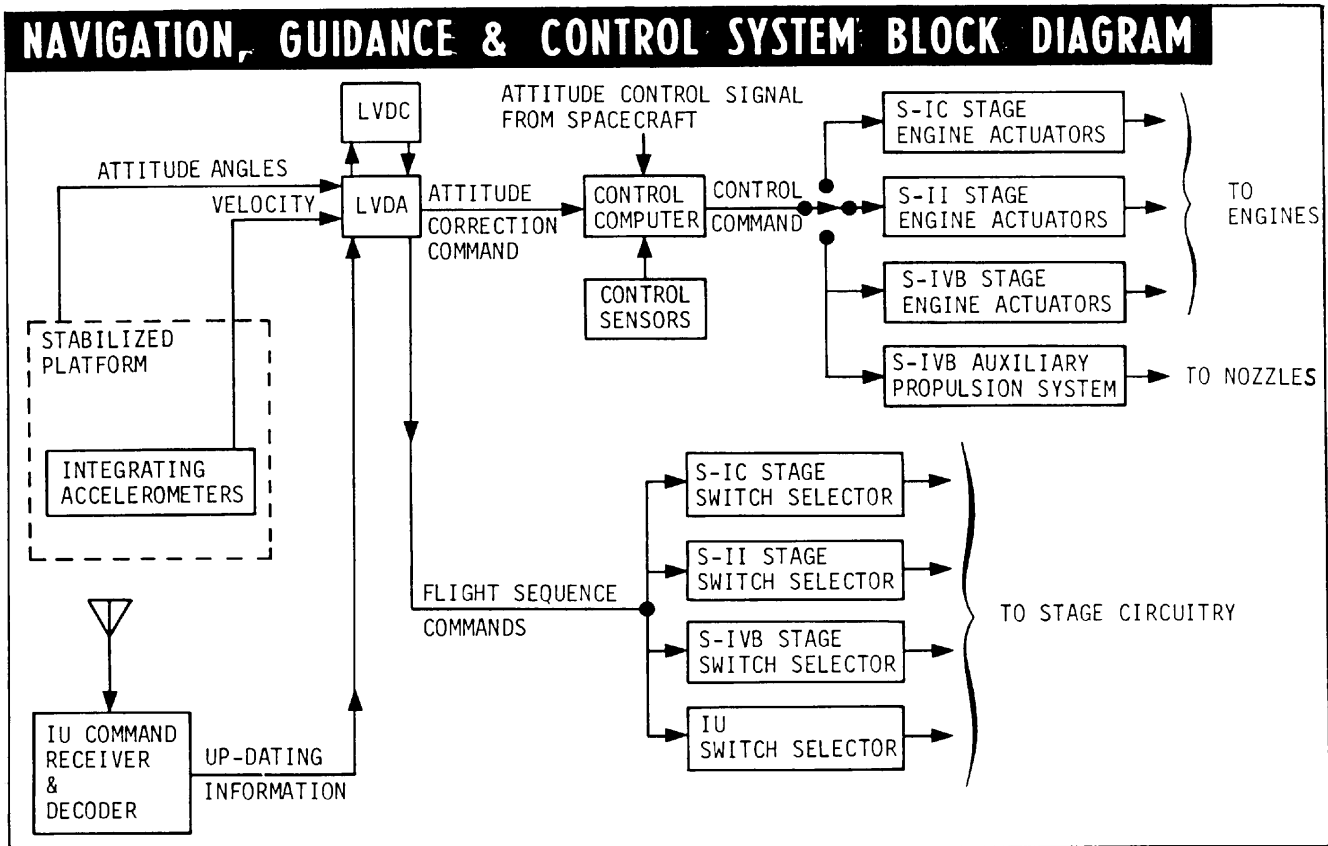 NAVIGATION, GUIDANCE & CONTROL SYSTEM BLOCK DIAGRAM
LVDC
ATTITUDE CONTROL SIGNAL
FROM SPACECRAFT
S-IC STAGE
ENGINE ACTUATORS
ATTITUDE ANGLES
VELOCITY
LVDA
ATTITUDE
CORRECTION
COMMAND
CONTROL
COMPUTER
CONTROL
COMMAND
S-II STAGE
ENGINE ACTUATORS
TO
ENGINES
CONTROL
SENSORS
S-IVB STAGE
ENGINE ACTUATORS
STABILIZED
PLATFORM
S-IVB AUXILIARY
PROPULSION SYSTEM
TO NOZZLES
INTEGRATING
ACCELEROMETERS
S-IC STAGE
SWITCH SELECTOR
S-II STAGE
SWITCH SELECTOR
FLIGHT SEQUENCE
COMMANDS
S-IVB STAGE
SWITCH SELECTOR
TO STAGE CIRCUITRY
IU
SWITCH SELECTOR
IU COMMAND
RECEIVER
&
DECODER
UP-DATING
INFORMATION